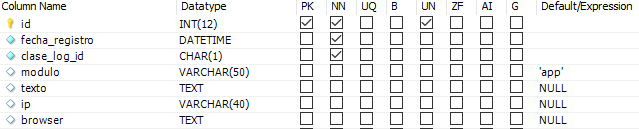 Column Name Datatype PK NN UQ B UN ZF AI G Default/Expression
id INT(12)
fecha_registro DATETIME
clase_log_id CHAR(1)
modulo VARCHAR(50) 'app'
texto TEXT NULL
ip VARCHAR(40) NULL
browser TEXT NULL